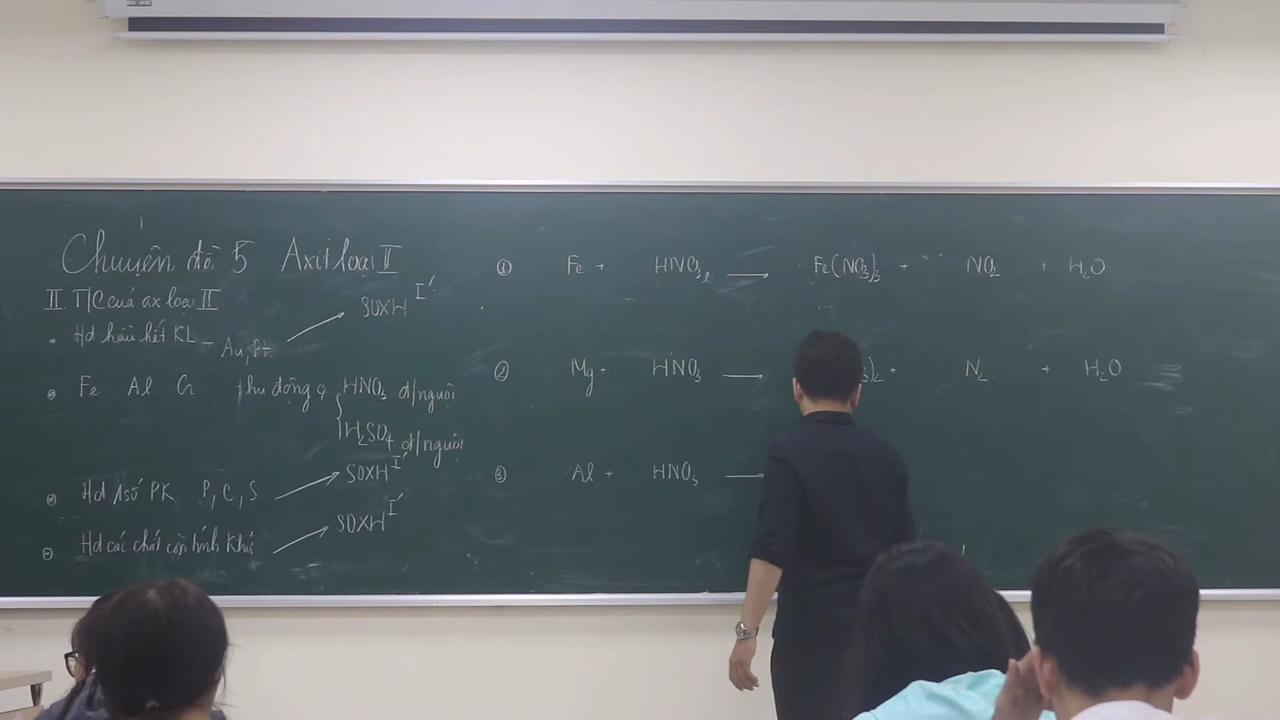 Chuyên đề 5 Axit loại II
II T/C của ax loại II
Hđ hầu hết KL - Au, Pt → SOXH I'
Fe Al Cr thụ động ç HNO3 đ/nguội
H2SO4 đ/nguội
Hđ 1 số PK P, C, S → SOXH I'
Hđ các chất còn tính Khử → SOXH I'
① Fe + HNO3 l → Fe(NO3)3 + NO2 + H2O
② Mg + HNO3 → )2 + N2 + H2O
③ Al + HNO3 →